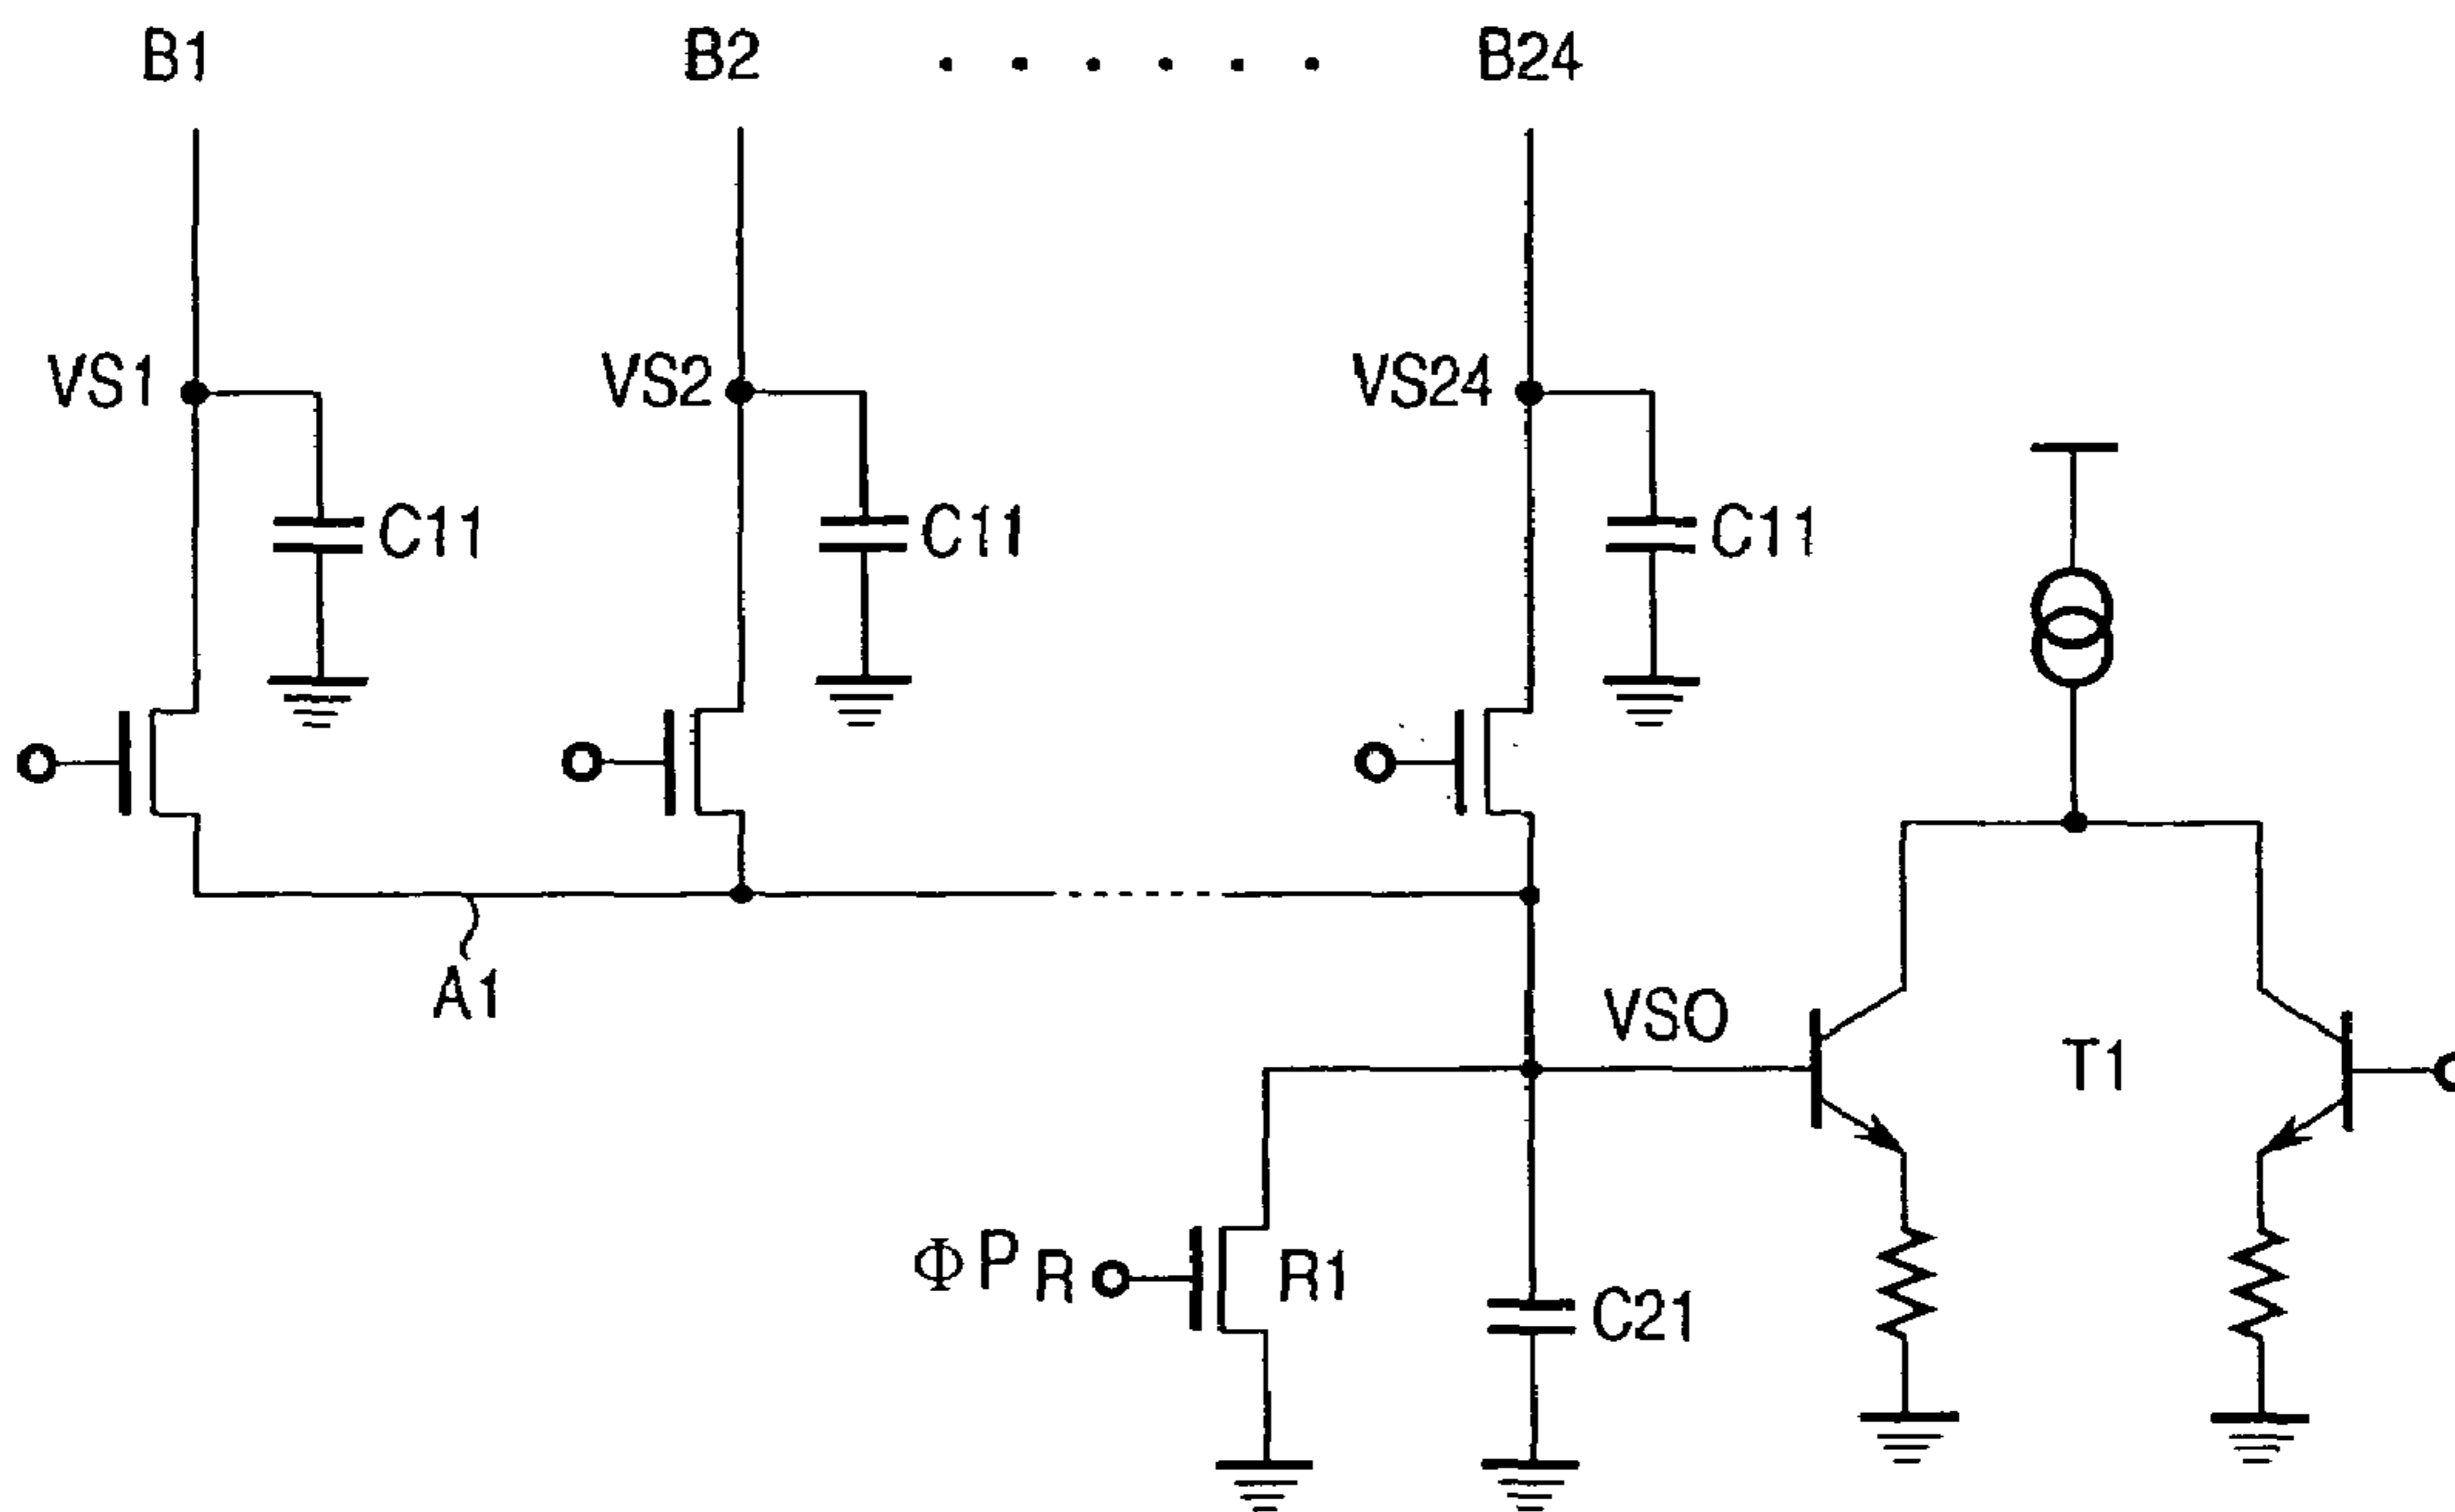 B1 B2 . . . . . . B24
VS1 VS2 VS24
C11 C11 C11
A1
VSO
T1
ΦPR R1
C21